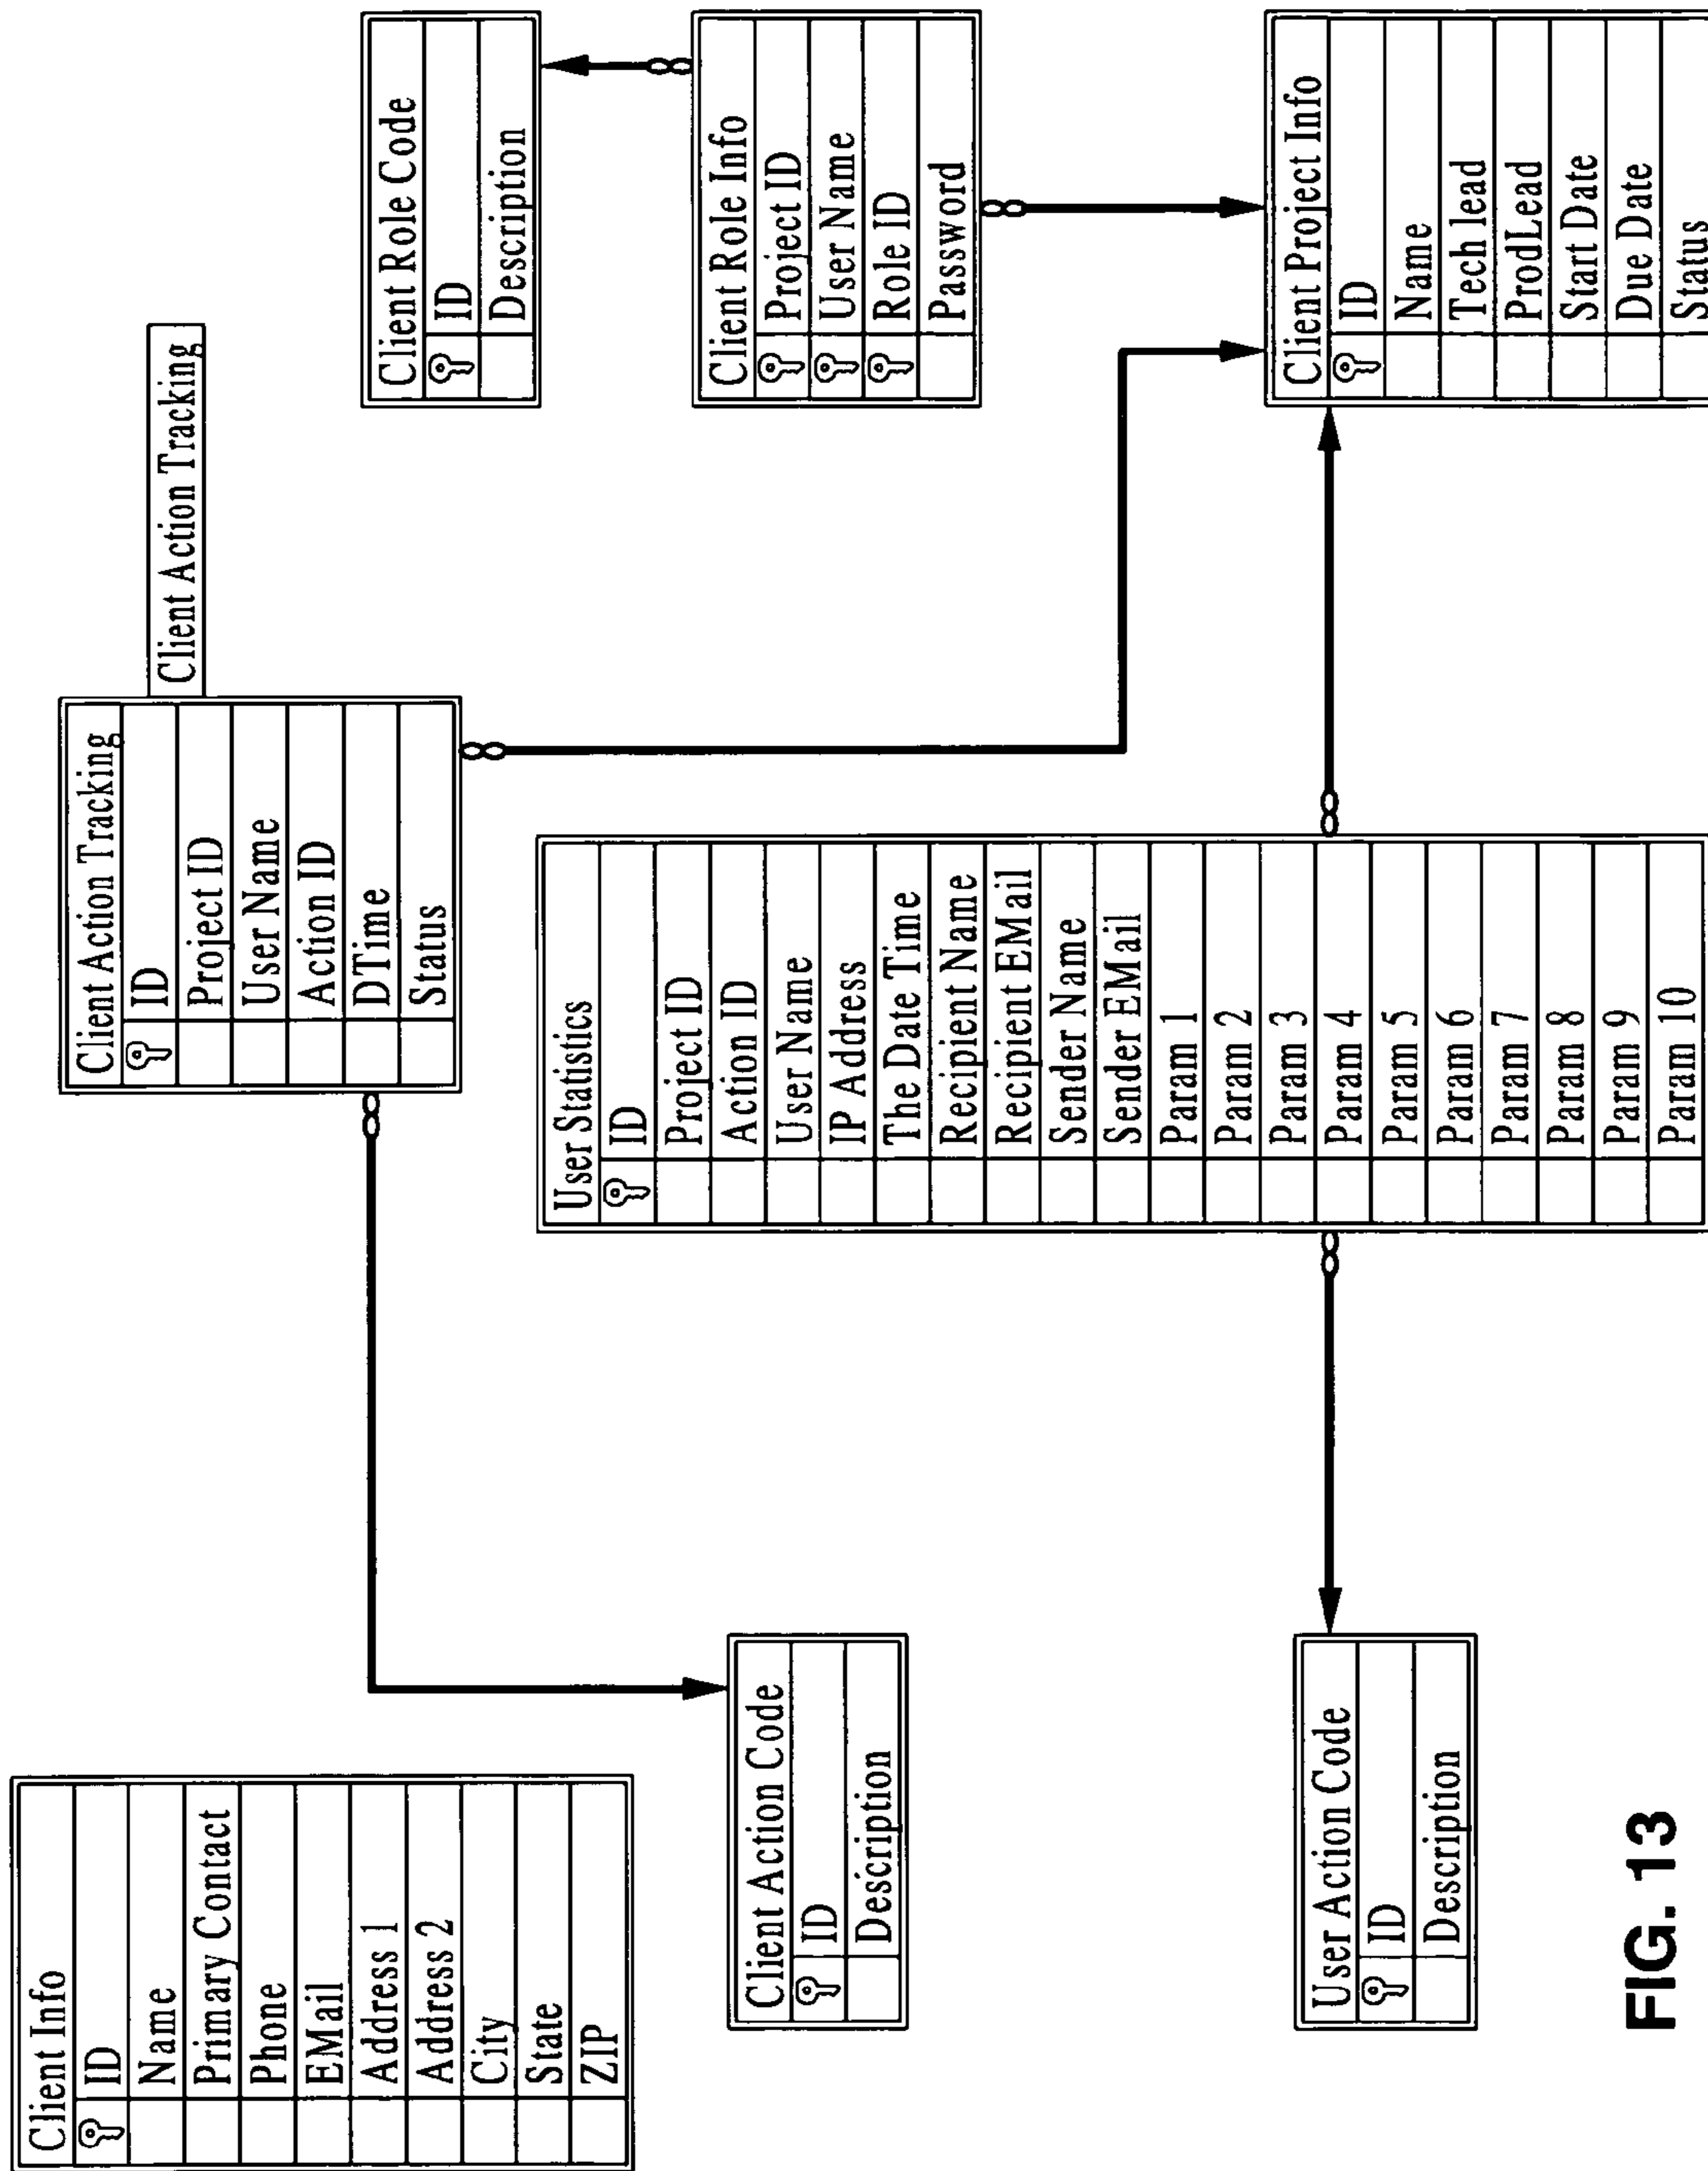 Client Info
ID
Name
Primary Contact
Phone
EMail
Address 1
Address 2
City
State
ZIP
Client Action Tracking
ID
Project ID
User Name
Action ID
DTime
Status
Client Action Tracking
Client Role Code
ID
Description
Client Action Code
ID
Description
User Statistics
ID
Project ID
Action ID
User Name
IP Address
The Date Time
Recipient Name
Recipient EMail
Sender Name
Sender EMail
Param 1
Param 2
Param 3
Param 4
Param 5
Param 6
Param 7
Param 8
Param 9
Param 10
Client Role Info
Project ID
User Name
Role ID
Password
User Action Code
ID
Description
Client Project Info
ID
Name
Tech lead
ProdLead
Start Date
Due Date
Status
FIG. 13